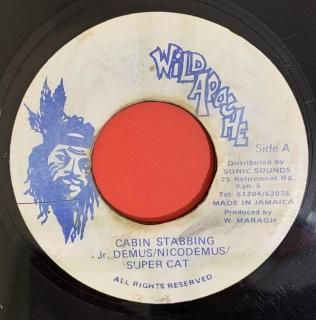 WILD APACHE
Side A
Distributed by
SONIC SOUNDS
25 Retirement Rd.
Kgn. 5
Tel: 61204/62036
MADE IN JAMAICA
Produced by
W. MARAGH
CABIN STABBING
Jr. DEMUS/NICODEMUS/
SUPER CAT
ALL RIGHTS RESERVED